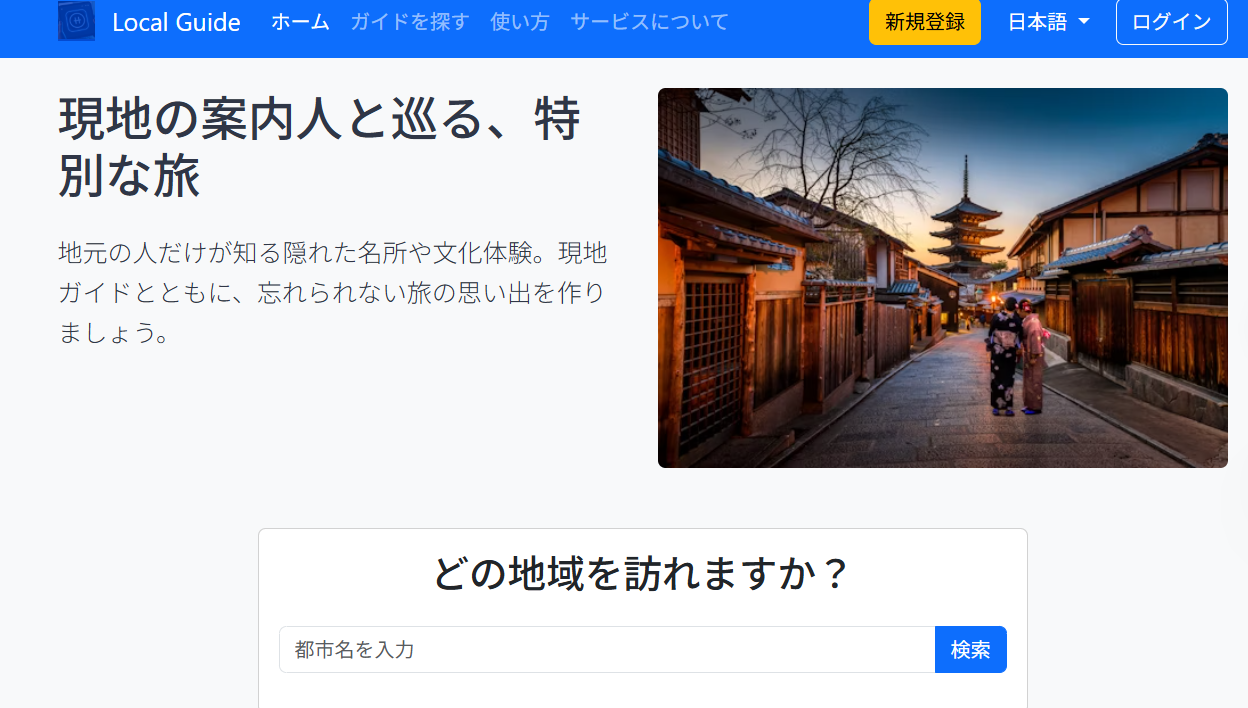 Local Guide ホーム ガイドを探す 使い方 サービスについて 新規登録 日本語 ログイン
現地の案内人と巡る、特
別な旅
地元の人だけが知る隠れた名所や文化体験。現地
ガイドとともに、忘れられない旅の思い出を作り
ましょう。
どの地域を訪れますか？
都市名を入力 検索